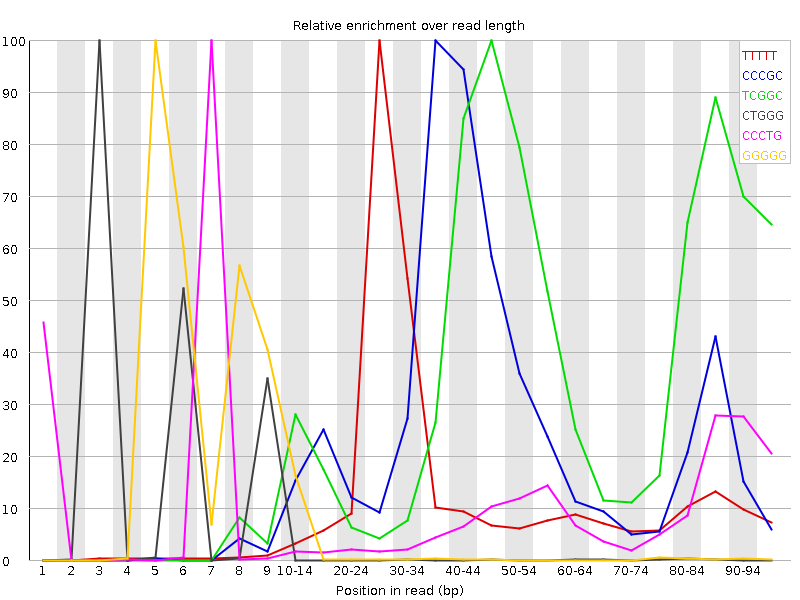 Relative enrichment over read length
100
90
80
70
60
50
40
30
20
10
0
TTTTT
CCCGC
TCGGC
CTGGG
CCCTG
GGGGG
1 2 3 4 5 6 7 8 9 10-14 20-24 30-34 40-44 50-54 60-64 70-74 80-84 90-94
Position in read (bp)